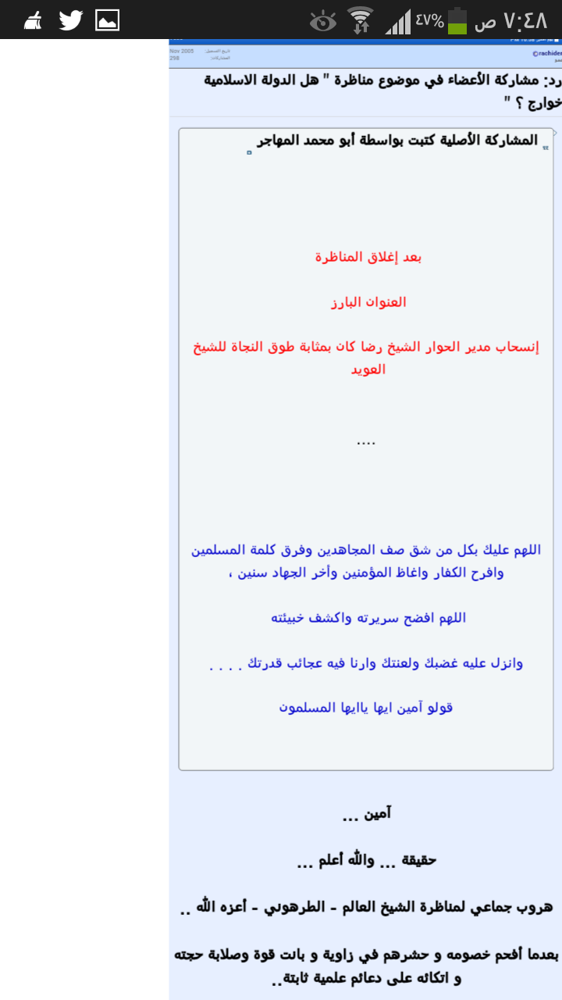 ٧:٤٨ ص ٤٧%
Nov 2005 تاريخ التسجيل:
298 المشاركات:
rachider
رد: مشاركة الأعضاء في موضوع مناظرة " هل الدولة الاسلامية
خوارج ؟ "
المشاركة الأصلية كتبت بواسطة أبو محمد المهاجر
بعد إغلاق المناظرة
العنوان البارز
إنسحاب مدير الحوار الشيخ رضا كان بمثابة طوق النجاة للشيخ
العويد
....
اللهم عليك بكل من شق صف المجاهدين وفرق كلمة المسلمين
وافرح الكفار واغاظ المؤمنين وأخر الجهاد سنين ،
اللهم افضح سريرته واكشف خبيئته
وانزل عليه غضبك ولعنتك وارنا فيه عجائب قدرتك . . . .
قولو آمين ايها ياايها المسلمون
آمين ...
حقيقة ... والله أعلم ...
هروب جماعي لمناظرة الشيخ العالم - الطرهوني - أعزه الله ..
بعدما أفحم خصومه و حشرهم في زاوية و بانت قوة وصلابة حجته
و اتكائه على دعائم علمية ثابتة..